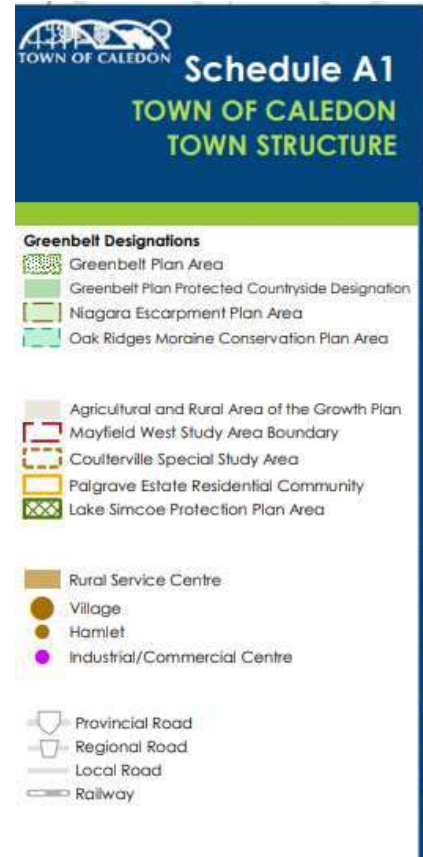 TOWN OF CALEDON
Schedule A1
TOWN OF CALEDON
TOWN STRUCTURE
Greenbelt Designations
Greenbelt Plan Area
Greenbelt Plan Protected Countryside Designation
Niagara Escarpment Plan Area
Oak Ridges Moraine Conservation Plan Area
Agricultural and Rural Area of the Growth Plan
Mayfield West Study Area Boundary
Coulterville Special Study Area
Palgrave Estate Residential Community
Lake Simcoe Protection Plan Area
Rural Service Centre
Village
Hamlet
Industrial/Commercial Centre
Provincial Road
Regional Road
Local Road
Railway